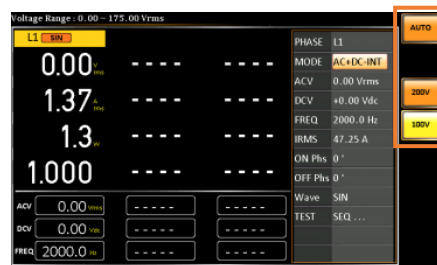 Voltage Range : 0.00 ~ 175.00 Vrms
L1 SIN
0.00 Vrms - - - - - - - -
1.37 Arms - - - - - - - -
1.3 W - - - - - - - -
1.000 - - - - - - - -
ACV 0.00 Vrms - - - - - - - - - -
DCV 0.00 Vdc - - - - - - - - - -
FREQ 2000.0 Hz - - - - - - - - - -
PHASE L1
MODE AC+DC-INT
ACV 0.00 Vrms
DCV +0.00 Vdc
FREQ 2000.0 Hz
IRMS 47.25 A
ON Phs 0 °
OFF Phs 0 °
Wave SIN
TEST SEQ ...
AUTO
200V
100V